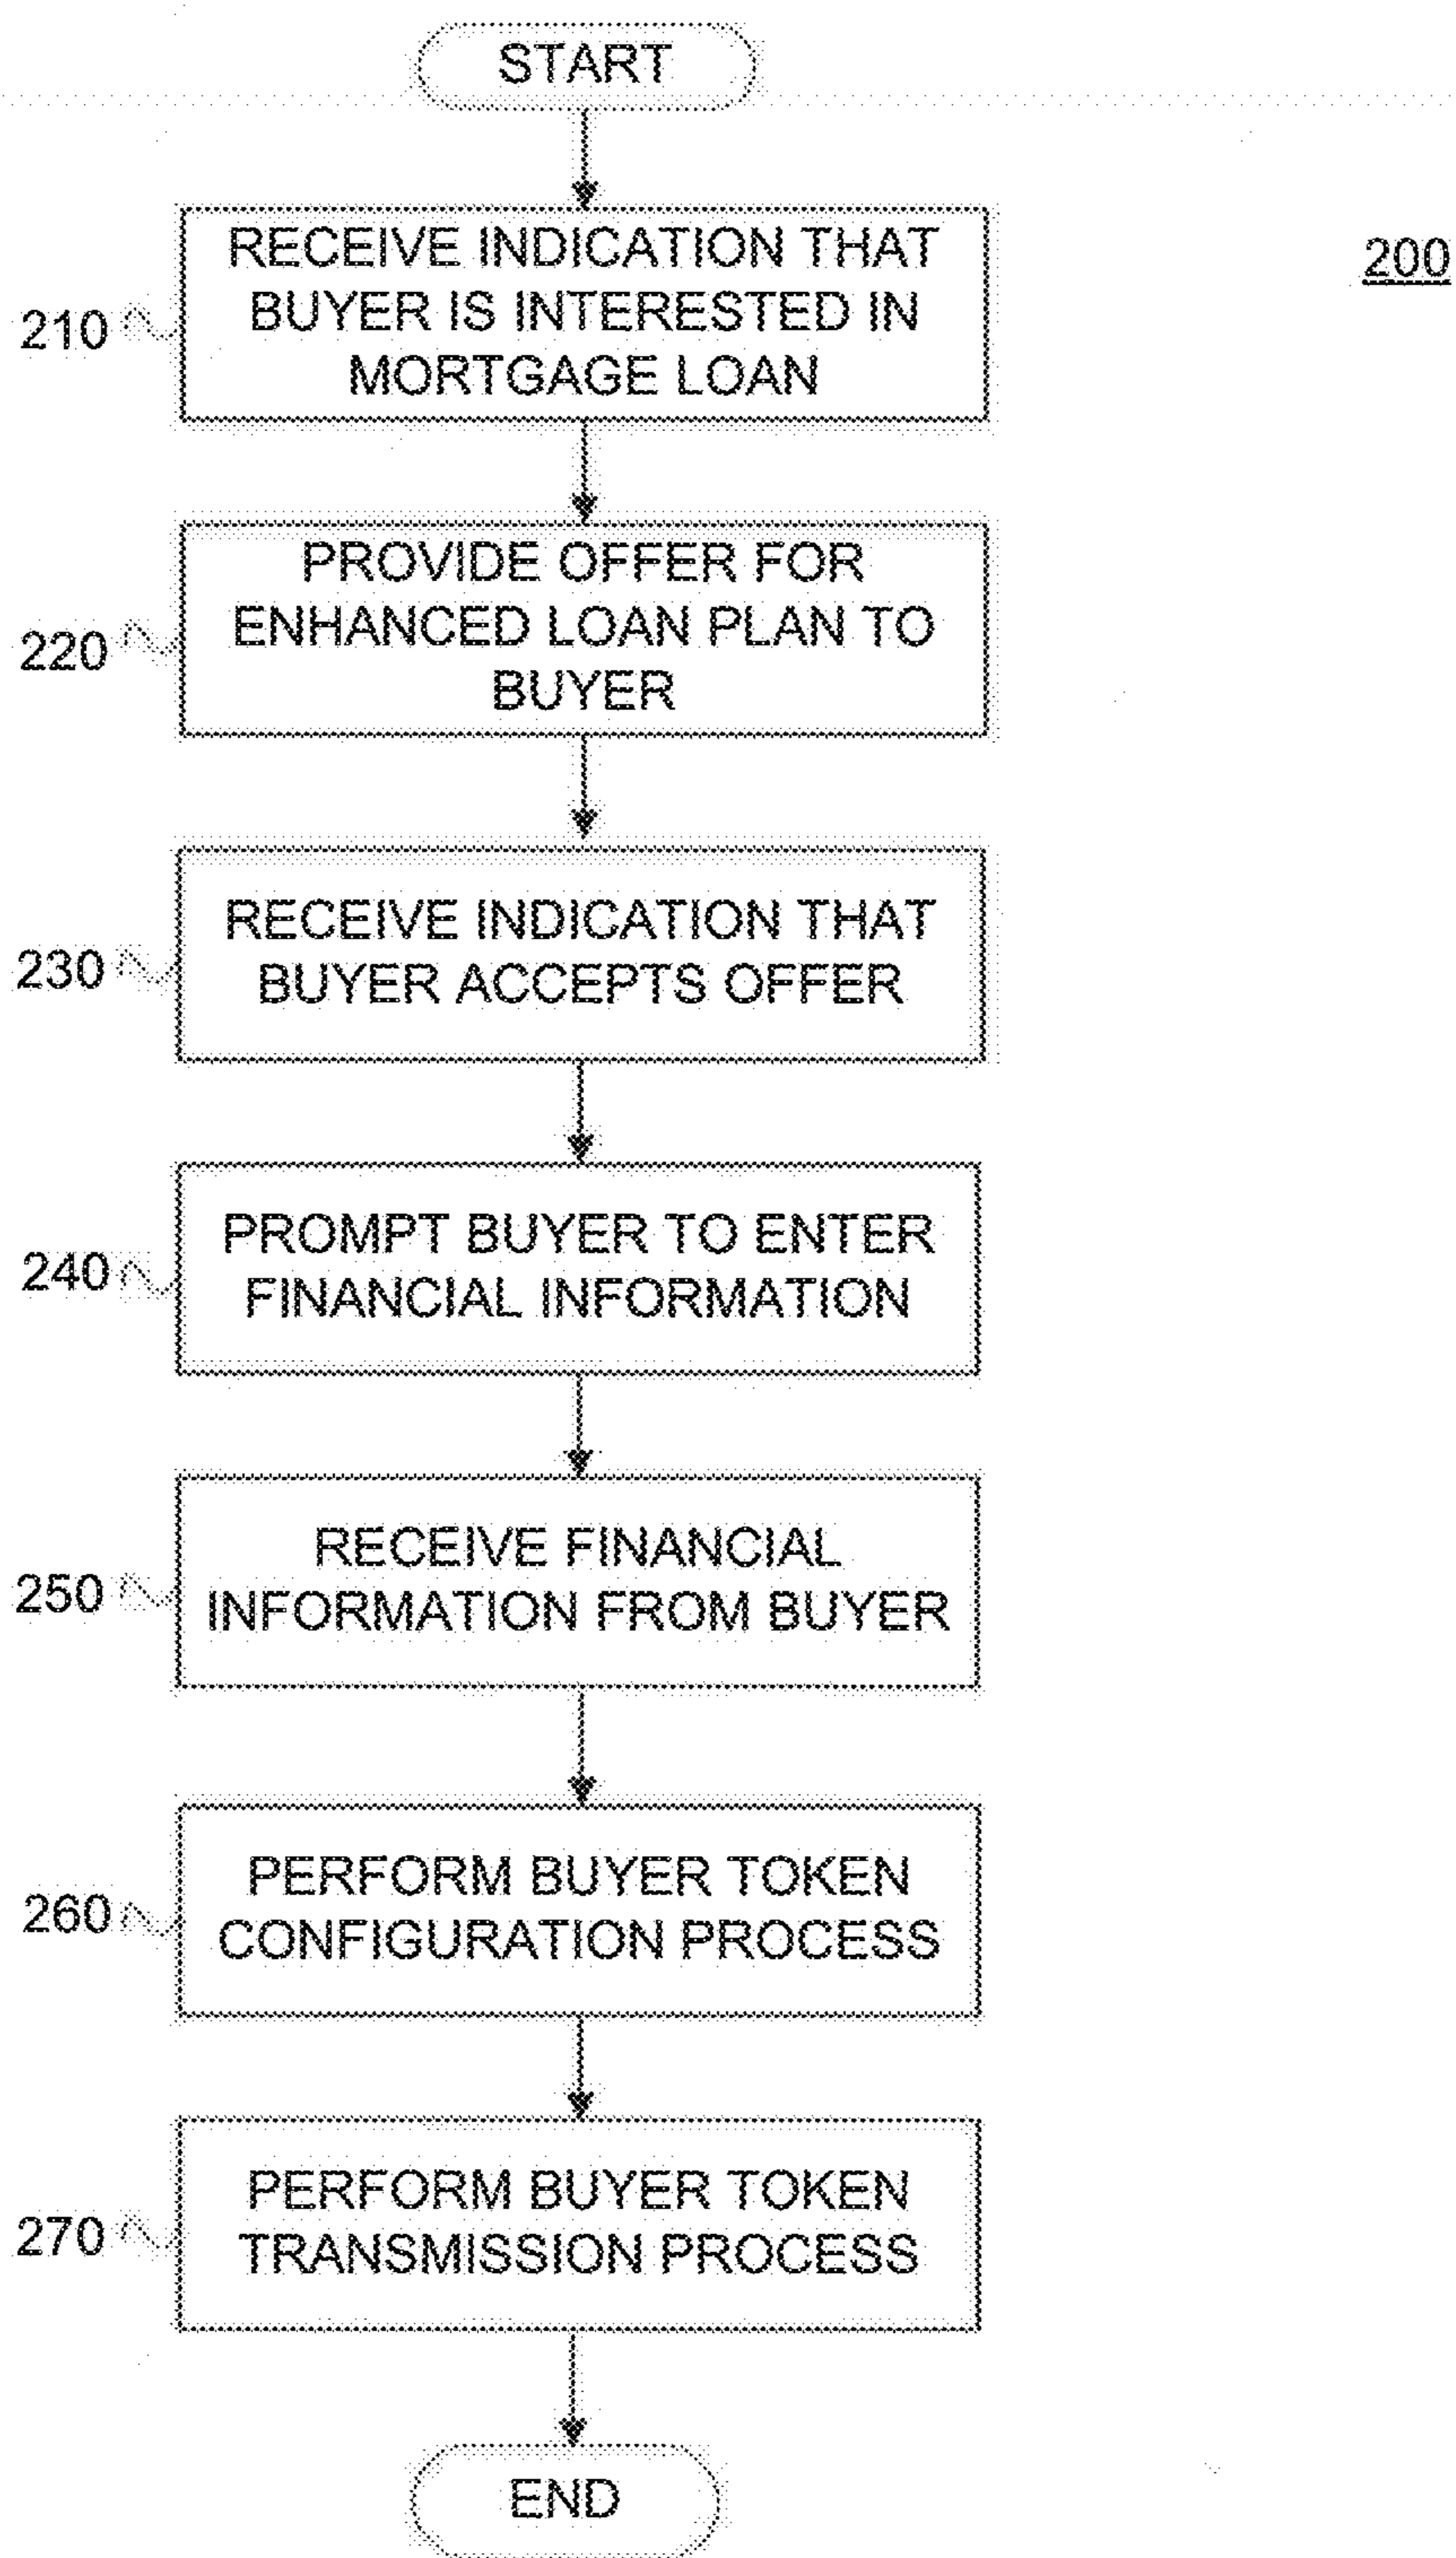 START
200
RECEIVE INDICATION THAT
BUYER IS INTERESTED IN
MORTGAGE LOAN
210
PROVIDE OFFER FOR
ENHANCED LOAN PLAN TO
BUYER
220
RECEIVE INDICATION THAT
BUYER ACCEPTS OFFER
230
PROMPT BUYER TO ENTER
FINANCIAL INFORMATION
240
RECEIVE FINANCIAL
INFORMATION FROM BUYER
250
PERFORM BUYER TOKEN
CONFIGURATION PROCESS
260
PERFORM BUYER TOKEN
TRANSMISSION PROCESS
270
END